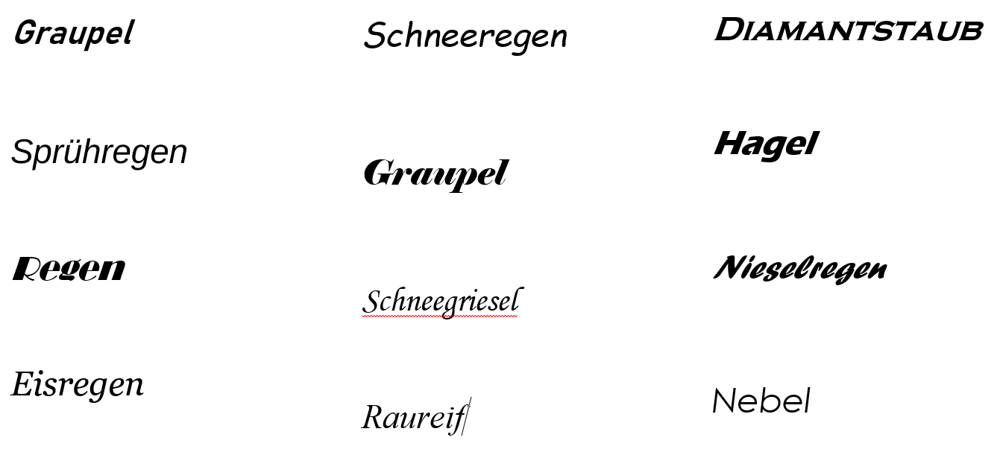 Graupel
Schneeregen
DIAMANTSTAUB
Sprühregen
Graupel
Hagel
Regen
Schneegriesel
Nieselregen
Eisregen
Raureif
Nebel